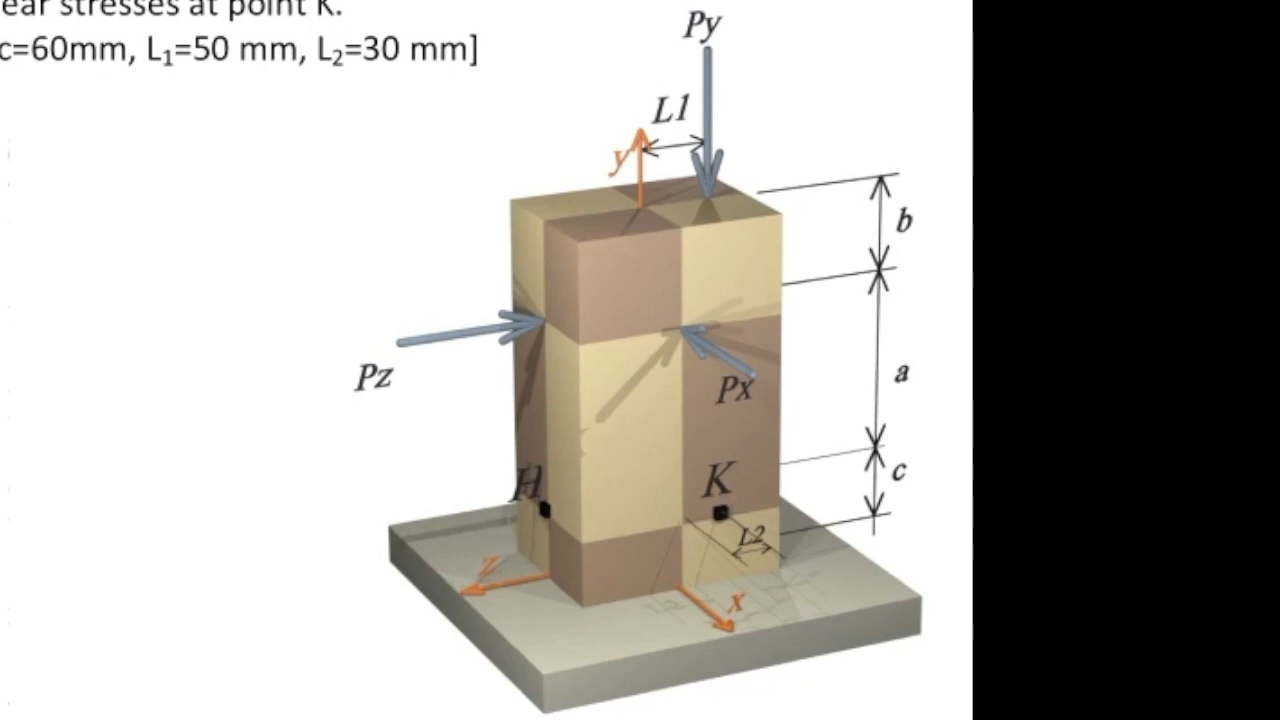 ear stresses at point K.
c=60mm, L₁=50 mm, L₂=30 mm]
Py
L1
y
b
Pz
Px
a
H
K
c
L2
z
x